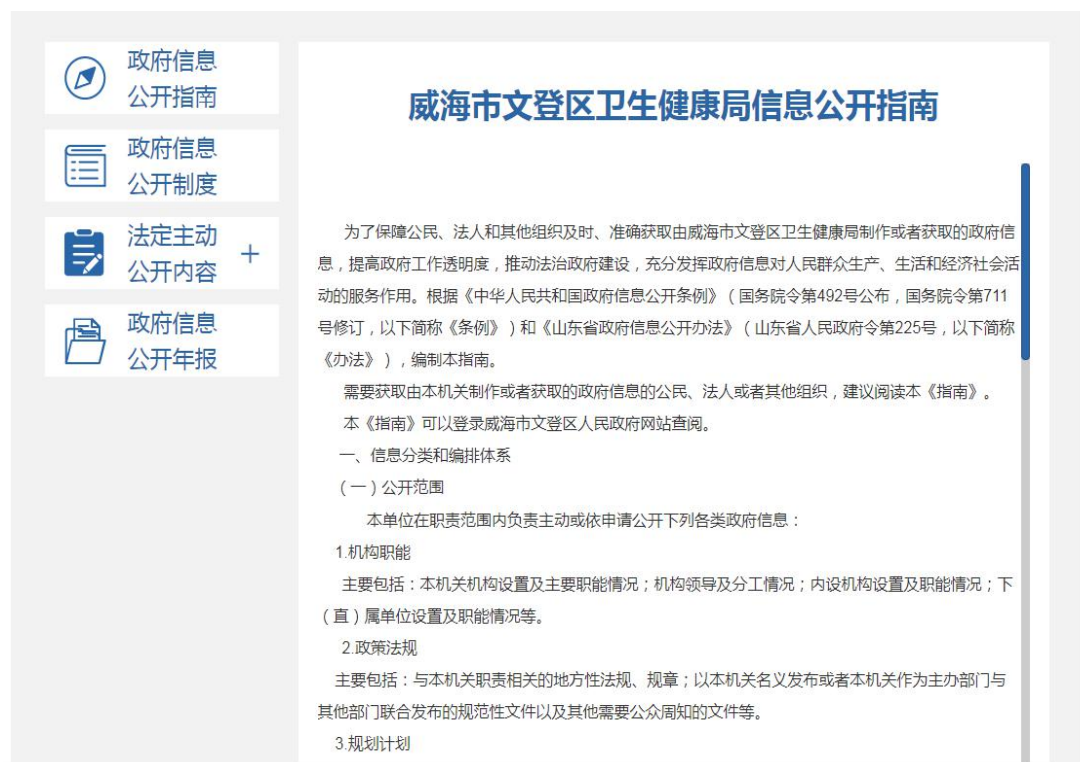 政府信息
公开指南
政府信息
公开制度
法定主动
公开内容
+
政府信息
公开年报
威海市文登区卫生健康局信息公开指南
为了保障公民、法人和其他组织及时、准确获取由威海市文登区卫生健康局制作或者获取的政府信
息，提高政府工作透明度，推动法治政府建设，充分发挥政府信息对人民群众生产、生活和经济社会活
动的服务作用。根据《中华人民共和国政府信息公开条例》（国务院令第492号公布，国务院令第711
号修订，以下简称《条例》）和《山东省政府信息公开办法》（山东省人民政府令第225号，以下简称
《办法》），编制本指南。
需要获取由本机关制作或者获取的政府信息的公民、法人或者其他组织，建议阅读本《指南》。
本《指南》可以登录威海市文登区人民政府网站查阅。
一、信息分类和编排体系
（一）公开范围
本单位在职责范围内负责主动或依申请公开下列各类政府信息：
1.机构职能
主要包括：本机关机构设置及主要职能情况；机构领导及分工情况；内设机构设置及职能情况；下
（直）属单位设置及职能情况等。
2.政策法规
主要包括：与本机关职责相关的地方性法规、规章；以本机关名义发布或者本机关作为主办部门与
其他部门联合发布的规范性文件以及其他需要公众周知的文件等。
3.规划计划